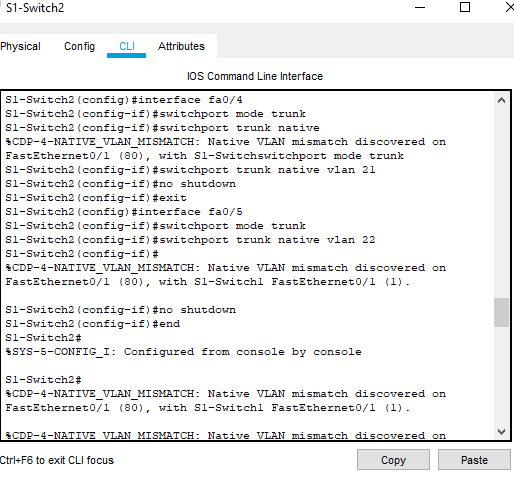 S1-Switch2
Physical Config CLI Attributes
IOS Command Line Interface
S1-Switch2(config)#interface fa0/4
S1-Switch2(config-if)#switchport mode trunk
S1-Switch2(config-if)#switchport trunk native
%CDP-4-NATIVE_VLAN_MISMATCH: Native VLAN mismatch discovered on
FastEthernet0/1 (80), with S1-Switchswitchport mode trunk
S1-Switch2(config-if)#switchport trunk native vlan 21
S1-Switch2(config-if)#no shutdown
S1-Switch2(config-if)#exit
S1-Switch2(config)#interface fa0/5
S1-Switch2(config-if)#switchport mode trunk
S1-Switch2(config-if)#switchport trunk native vlan 22
S1-Switch2(config-if)#
%CDP-4-NATIVE_VLAN_MISMATCH: Native VLAN mismatch discovered on
FastEthernet0/1 (80), with S1-Switch1 FastEthernet0/1 (1).
S1-Switch2(config-if)#no shutdown
S1-Switch2(config-if)#end
S1-Switch2#
%SYS-5-CONFIG_I: Configured from console by console
S1-Switch2#
%CDP-4-NATIVE_VLAN_MISMATCH: Native VLAN mismatch discovered on
FastEthernet0/1 (80), with S1-Switch1 FastEthernet0/1 (1).
%CDP-4-NATIVE_VLAN_MISMATCH: Native VLAN mismatch discovered on
Ctrl+F6 to exit CLI focus
Copy Paste